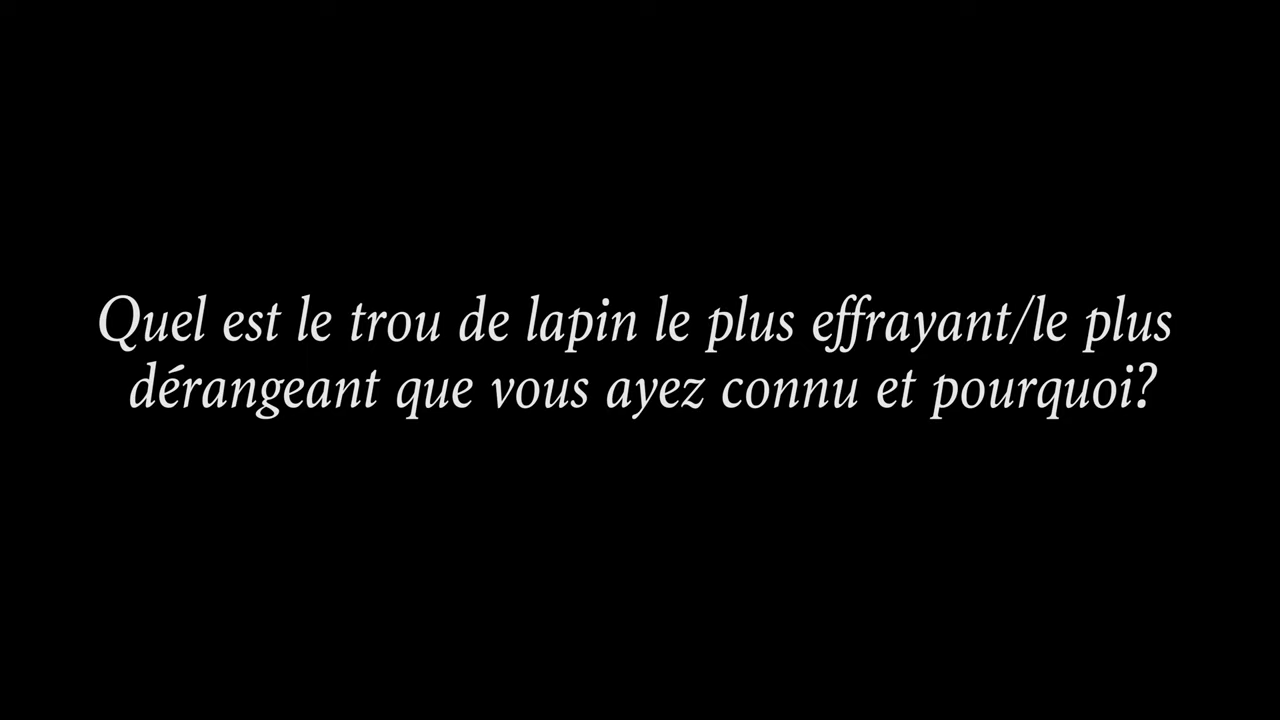 Quel est le trou de lapin le plus effrayant/le plus
dérangeant que vous ayez connu et pourquoi?